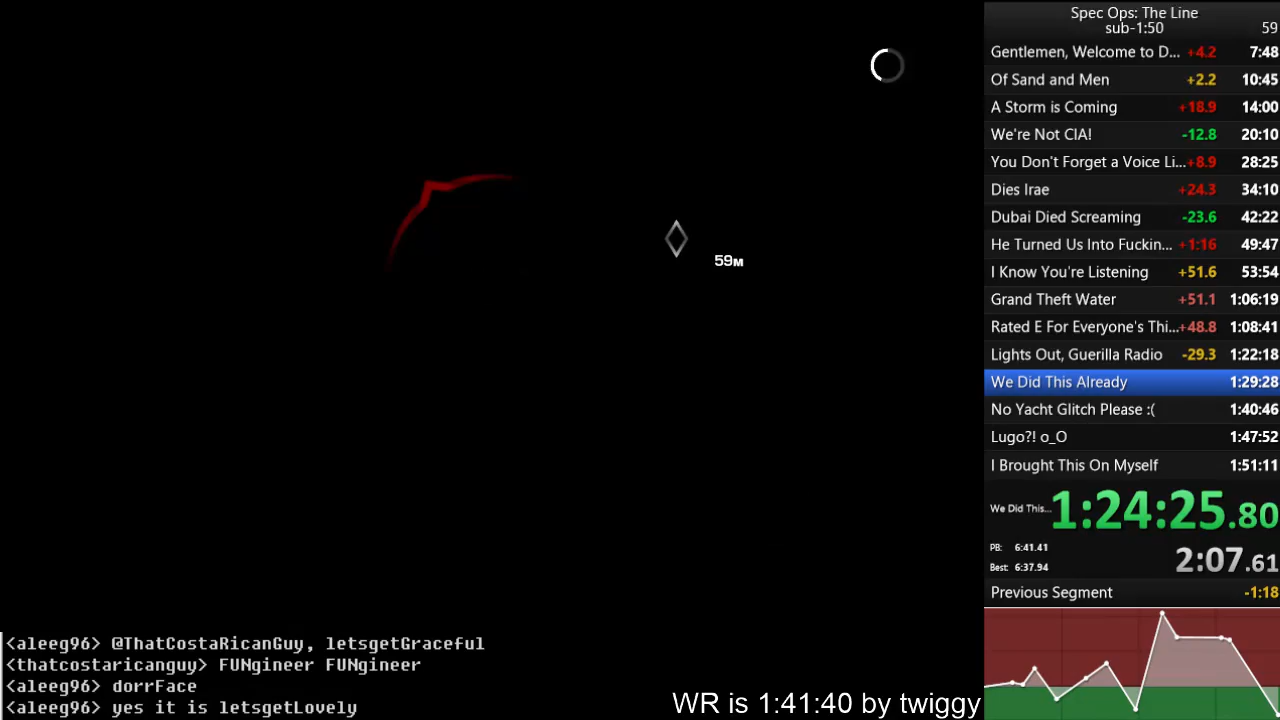 Spec Ops: The Line
sub-1:50 59
Gentlemen, Welcome to D... +4.2 7:48
Of Sand and Men +2.2 10:45
A Storm is Coming +18.9 14:00
We're Not CIA! -12.8 20:10
You Don't Forget a Voice Li... +8.9 28:25
Dies Irae +24.3 34:10
Dubai Died Screaming -23.6 42:22
He Turned Us Into Fuckin... +1:16 49:47
I Know You're Listening +51.6 53:54
Grand Theft Water +51.1 1:06:19
Rated E For Everyone's Thi... +48.8 1:08:41
Lights Out, Guerilla Radio -29.3 1:22:18
We Did This Already 1:29:28
No Yacht Glitch Please :( 1:40:46
Lugo?! o_O 1:47:52
I Brought This On Myself 1:51:11
We Did This... 1:24:25.80
PB: 6:41.41
Best: 6:37.94
2:07.61
Previous Segment -1:18
59M
<aleeg96> @ThatCostaRicanGuy, letsgetGraceful
<thatcostaricanguy> FUNgineer FUNgineer
<aleeg96> dorrFace
<aleeg96> yes it is letsgetLovely
WR is 1:41:40 by twiggy